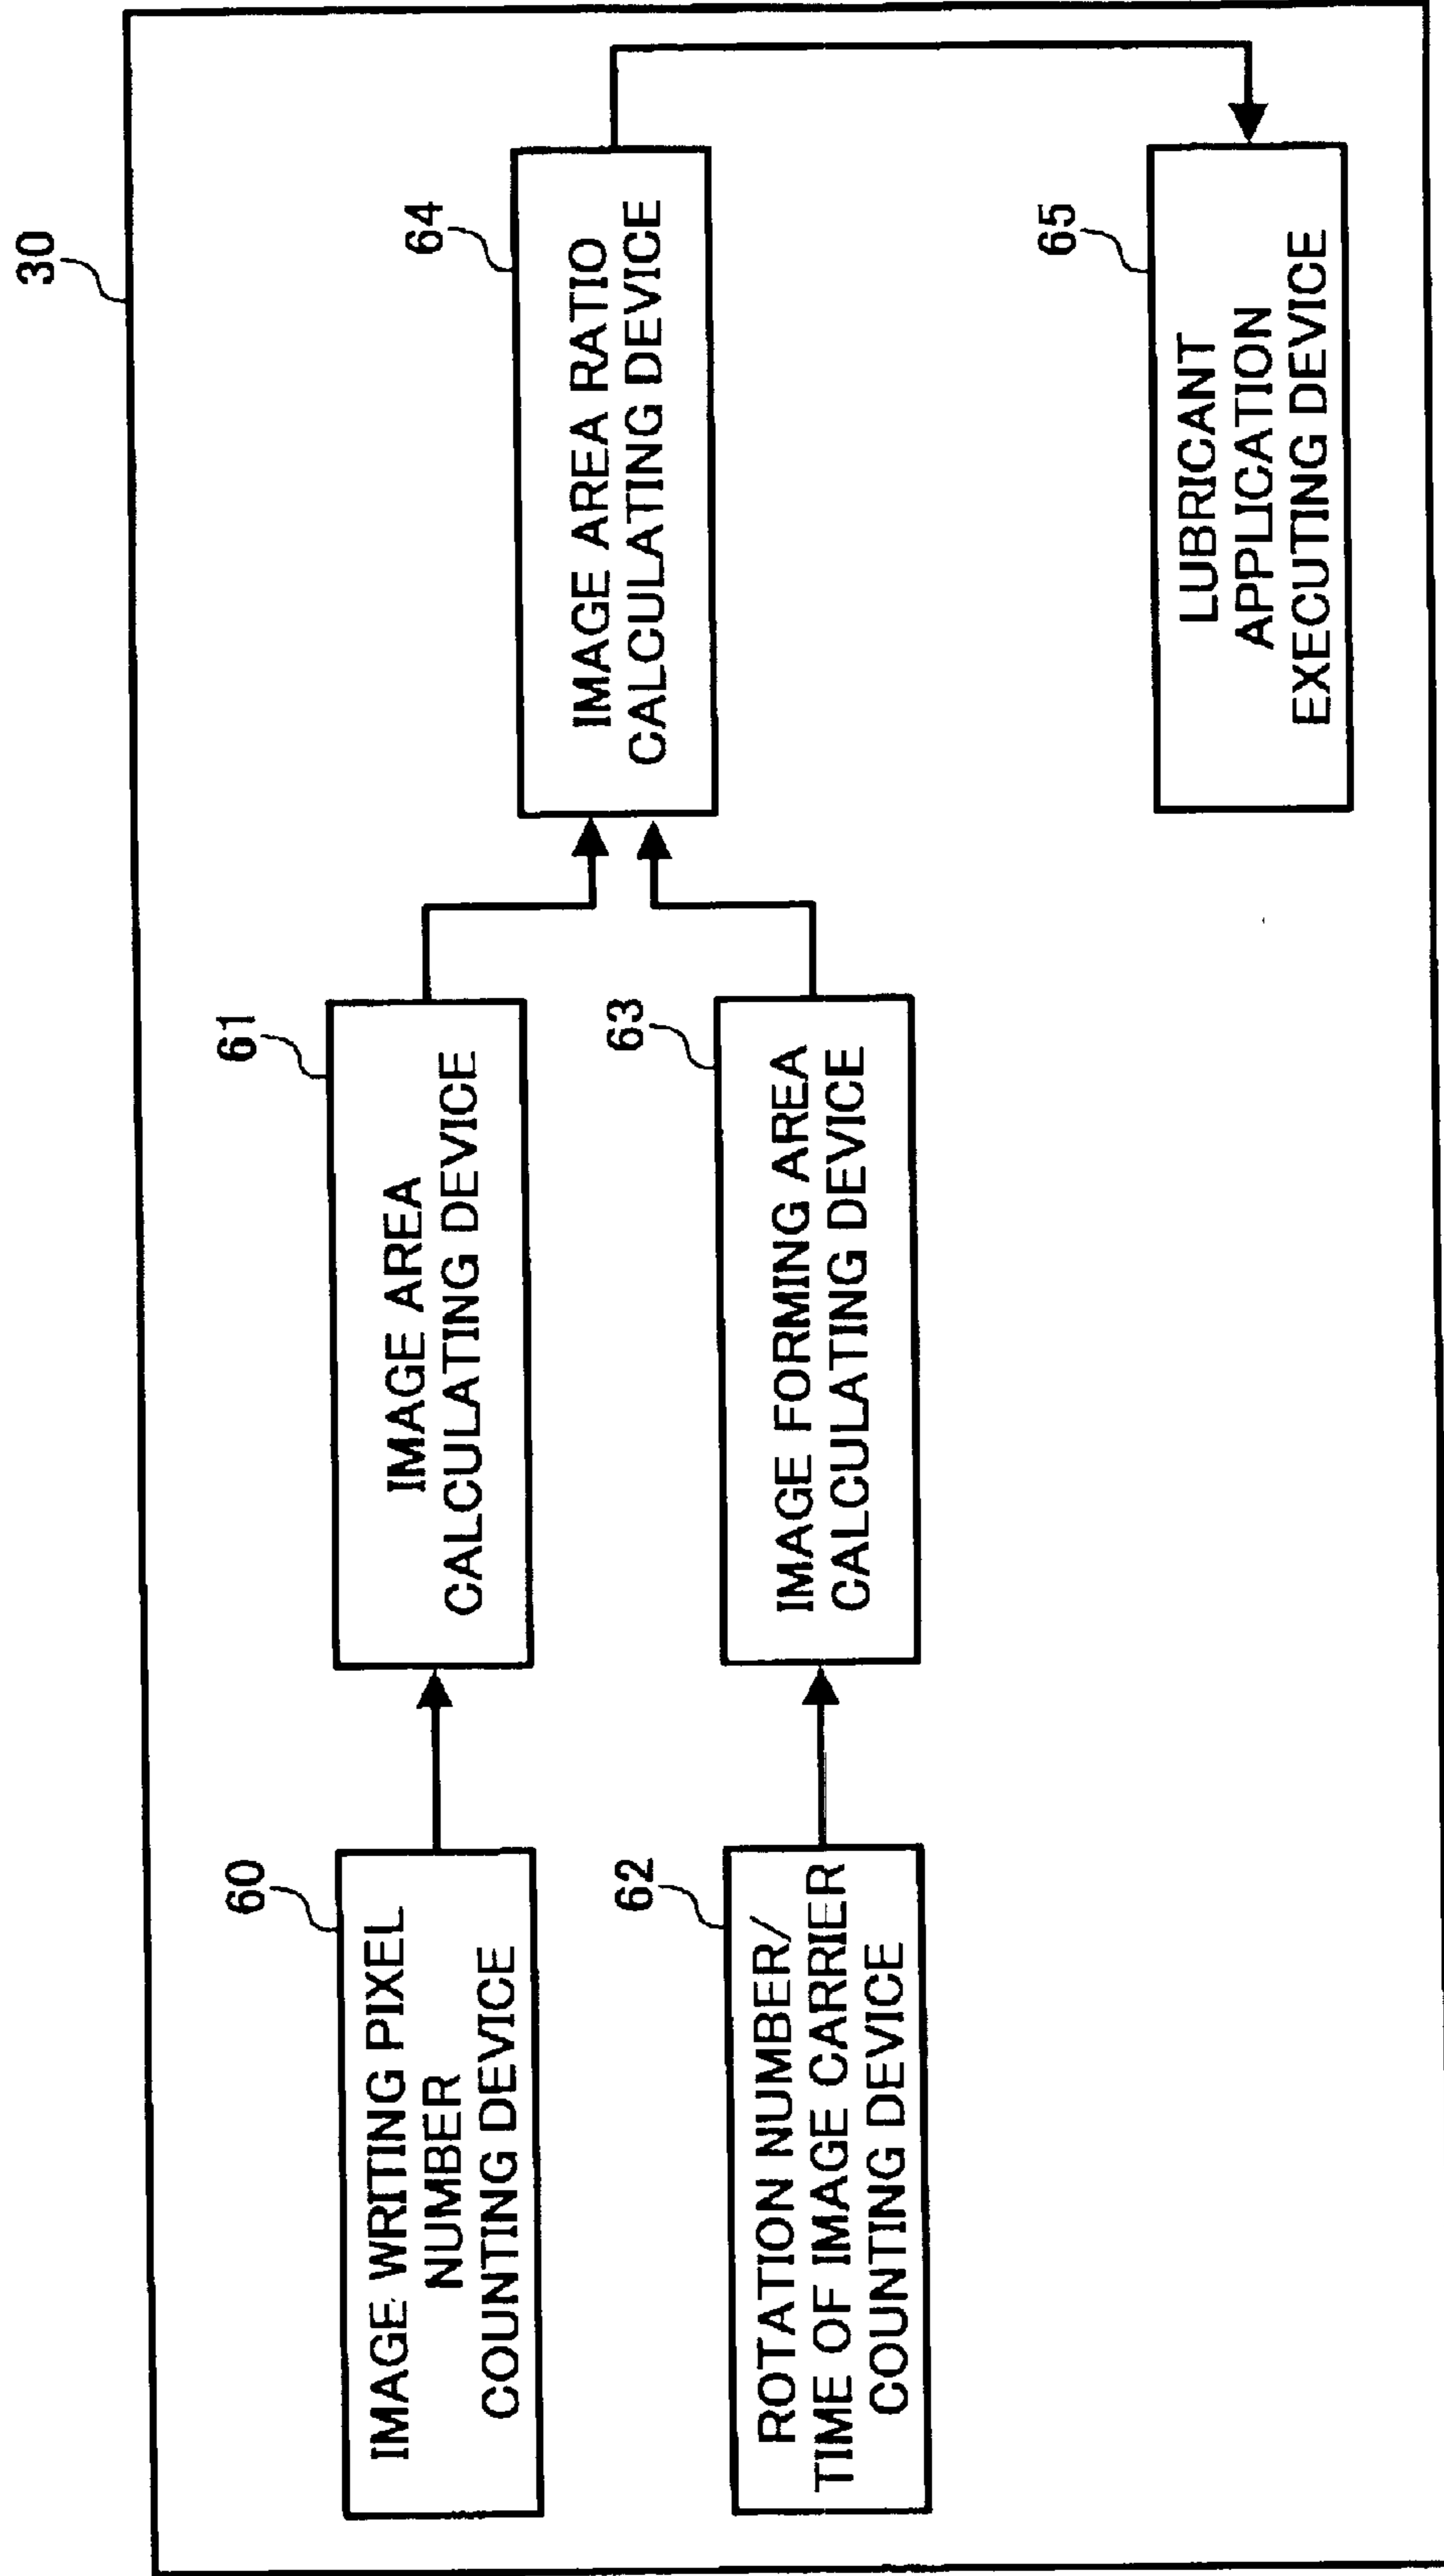 30
60
IMAGE WRITING PIXEL
NUMBER
COUNTING DEVICE
61
IMAGE AREA
CALCULATING DEVICE
62
ROTATION NUMBER/
TIME OF IMAGE CARRIER
COUNTING DEVICE
63
IMAGE FORMING AREA
CALCULATING DEVICE
64
IMAGE AREA RATIO
CALCULATING DEVICE
65
LUBRICANT
APPLICATION
EXECUTING DEVICE